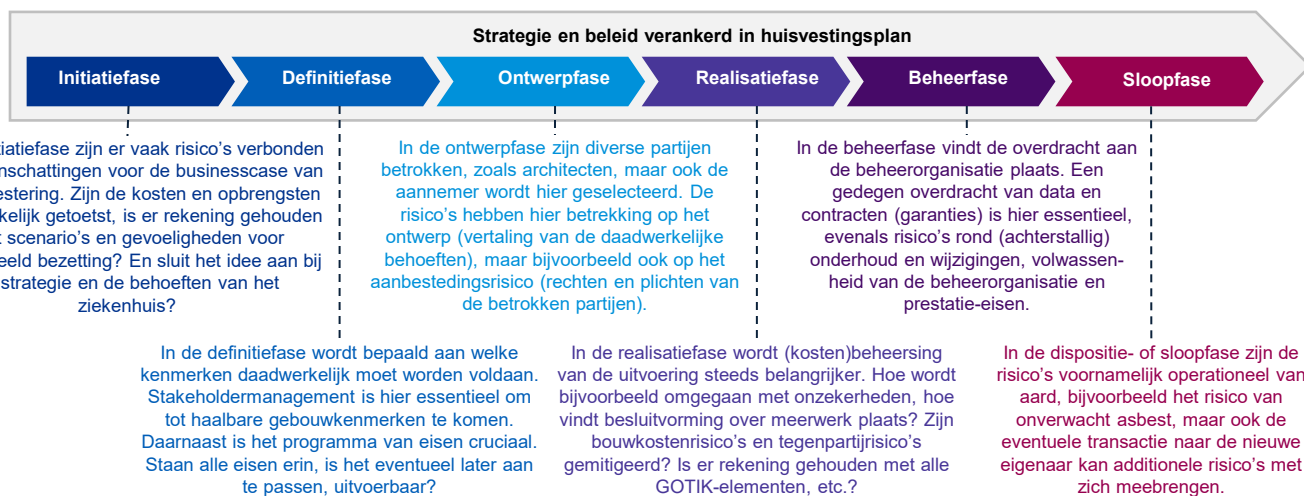 Strategie en beleid verankerd in huisvestingsplan
Initiatiefase
Definitiefase
Ontwerpfase
Realisatiefase
Beheerfase
Sloopfase
zijn er vaak risico’s verbonden
voor de businesscase van
Zijn de kosten en opbrengsten
getoetst, is er rekening gehouden
scenario’s en gevoeligheden voor
bezetting? En sluit het idee aan bij
strategie en de behoeften van het
ziekenhuis?
In de ontwerpfase zijn diverse partijen
betrokken, zoals architecten, maar ook de
aannemer wordt hier geselecteerd. De
risico’s hebben hier betrekking op het
ontwerp (vertaling van de daadwerkelijke
behoeften), maar bijvoorbeeld ook op het
aanbestedingsrisico (rechten en plichten van
de betrokken partijen).
In de beheerfase vindt de overdracht aan
de beheerorganisatie plaats. Een
gedegen overdracht van data en
contracten (garanties) is hier essentieel,
evenals risico’s rond (achterstallig)
onderhoud en wijzigingen, volwassen-
heid van de beheerorganisatie en
prestatie-eisen.
In de definitiefase wordt bepaald aan welke
kenmerken daadwerkelijk moet worden voldaan.
Stakeholdermanagement is hier essentieel om
tot haalbare gebouwkenmerken te komen.
Daarnaast is het programma van eisen cruciaal.
Staan alle eisen erin, is het eventueel later aan
te passen, uitvoerbaar?
In de realisatiefase wordt (kosten)beheersing
van de uitvoering steeds belangrijker. Hoe wordt
bijvoorbeeld omgegaan met onzekerheden, hoe
vindt besluitvorming over meerwerk plaats? Zijn
bouwkostenrisico’s en tegenpartijrisico’s
gemitigeerd? Is er rekening gehouden met alle
GOTIK-elementen, etc.?
In de dispositie- of sloopfase zijn de
risico’s voornamelijk operationeel van
aard, bijvoorbeeld het risico van
onverwacht asbest, maar ook de
eventuele transactie naar de nieuwe
eigenaar kan additionele risico’s met
zich meebrengen.